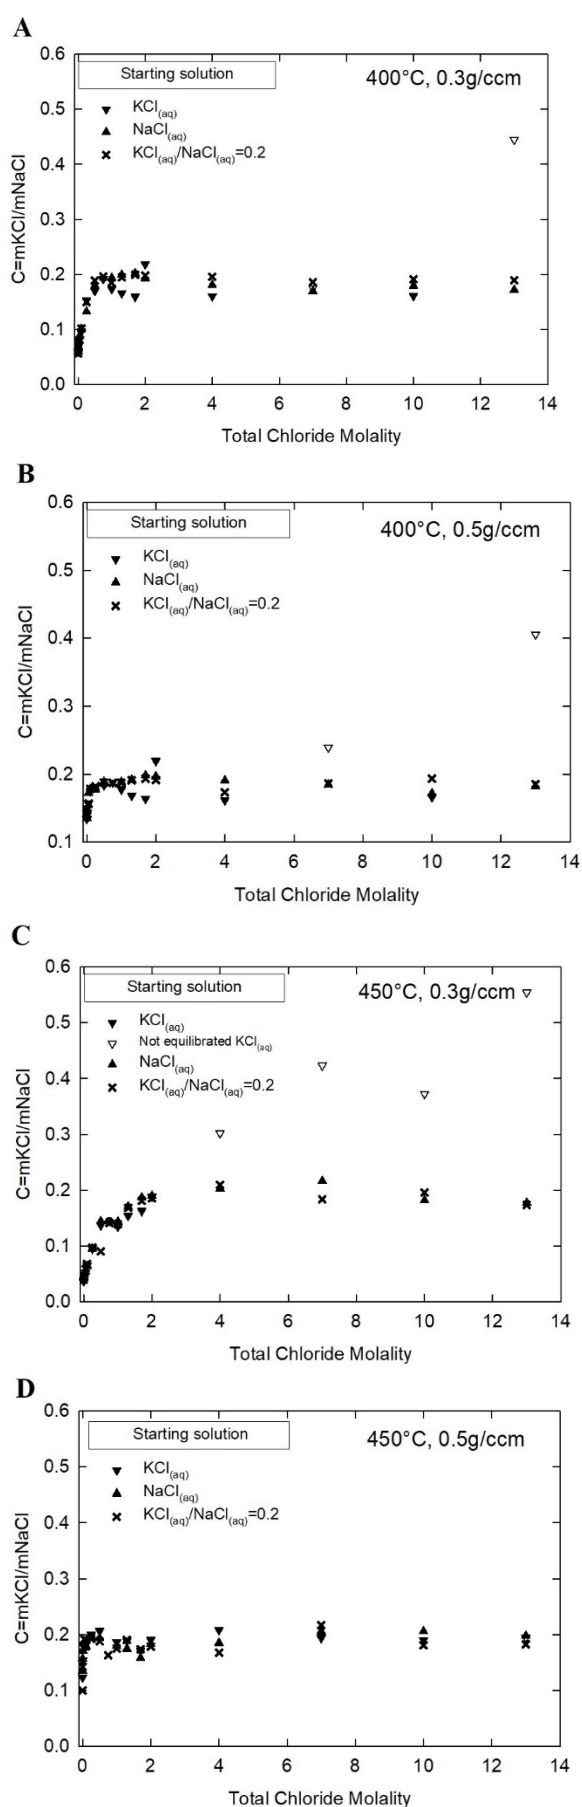 A
0.6
Starting solution
400°C, 0.3g/ccm
KCl(aq)
NaCl(aq)
KCl(aq)/NaCl(aq)=0.2
0.5
0.4
0.3
0.2
0.1
0.0
C=mKCl/mNaCl
0 2 4 6 8 10 12 14
Total Chloride Molality
B
0.6
Starting solution
400°C, 0.5g/ccm
KCl(aq)
NaCl(aq)
KCl(aq)/NaCl(aq)=0.2
0.5
0.4
0.3
0.2
0.1
C=mKCl/mNaCl
0 2 4 6 8 10 12 14
Total Chloride Molality
C
0.6
Starting solution
450°C, 0.3g/ccm
KCl(aq)
Not equilibrated KCl(aq)
NaCl(aq)
KCl(aq)/NaCl(aq)=0.2
0.5
0.4
0.3
0.2
0.1
0.0
C=mKCl/mNaCl
0 2 4 6 8 10 12 14
Total Chloride Molality
D
0.6
Starting solution
450°C, 0.5g/ccm
KCl(aq)
NaCl(aq)
KCl(aq)/NaCl(aq)=0.2
0.5
0.4
0.3
0.2
0.1
0.0
C=mKCl/mNaCl
0 2 4 6 8 10 12 14
Total Chloride Molality